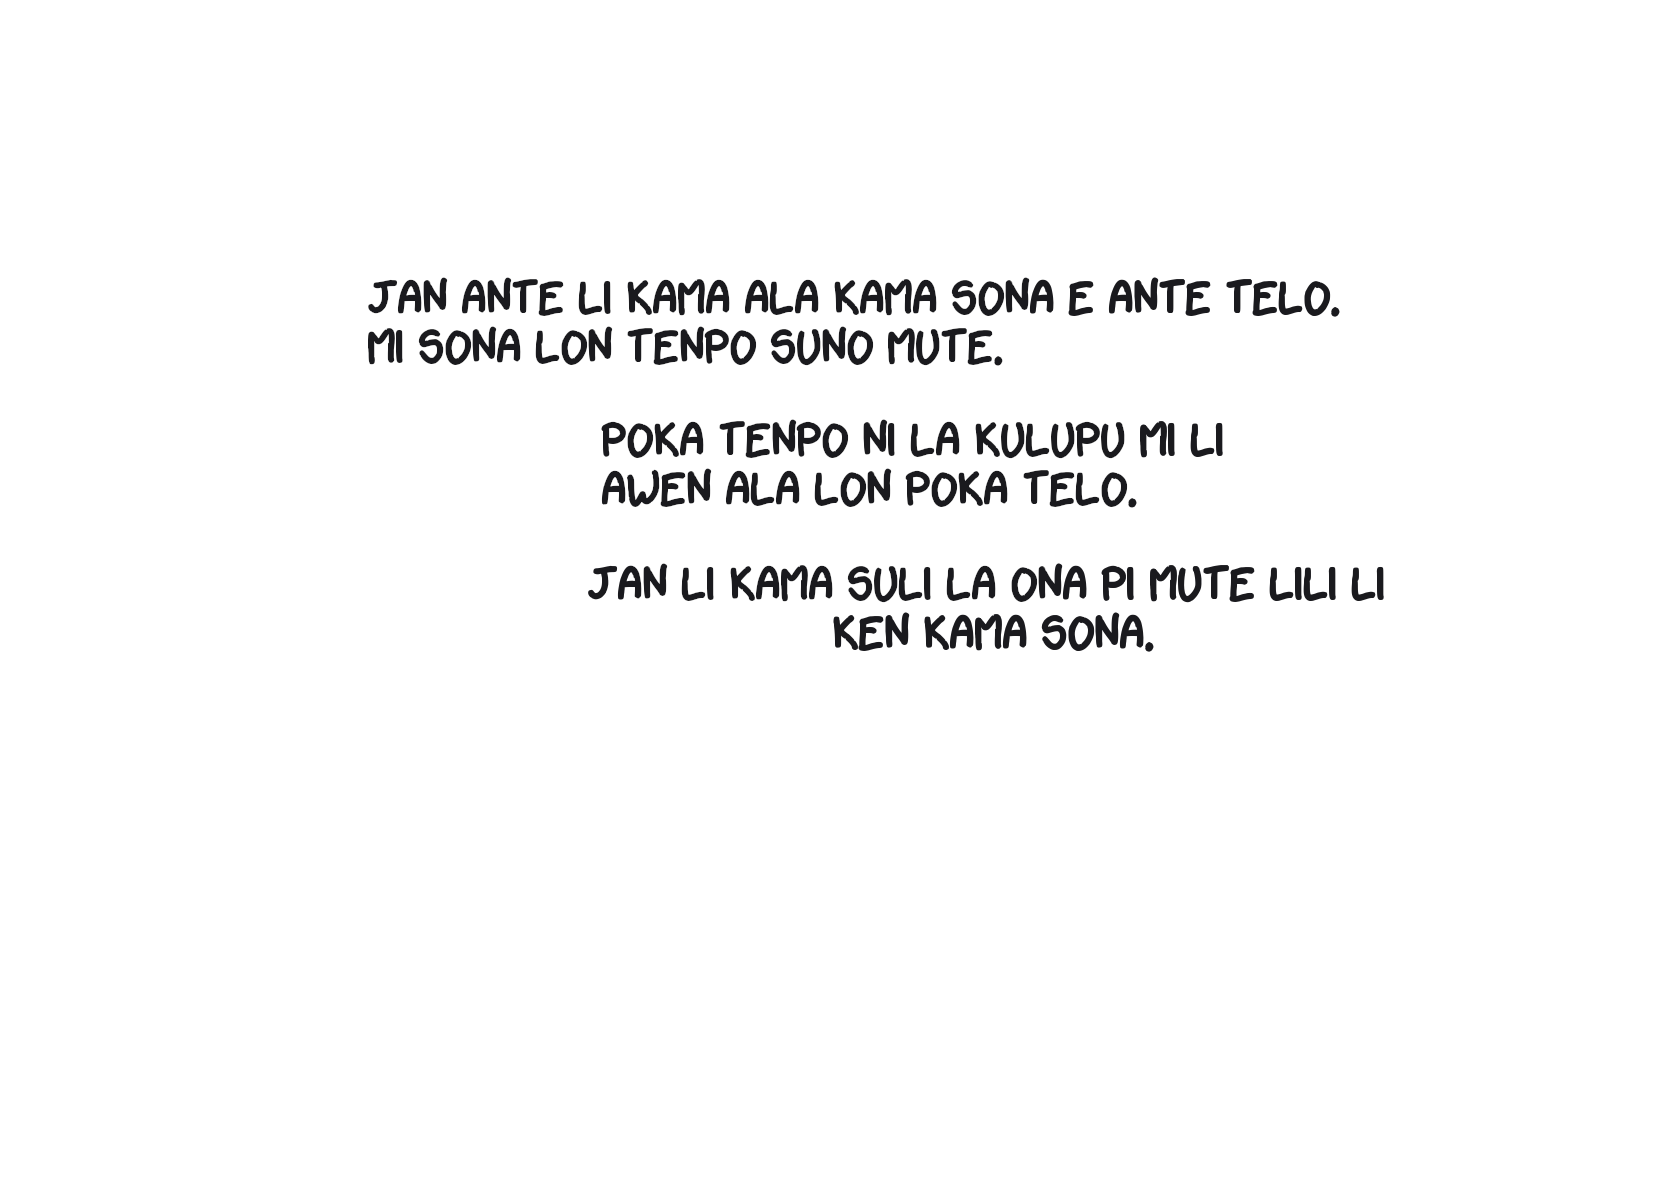 JAN ANTE LI KAMA ALA KAMA SONA E ANTE TELO.
MI SONA LON TENPO SUNO MUTE.
POKA TENPO NI LA KULUPU MI LI
AWEN ALA LON POKA TELO.
JAN LI KAMA SULI LA ONA PI MUTE LILI LI
KEN KAMA SONA.